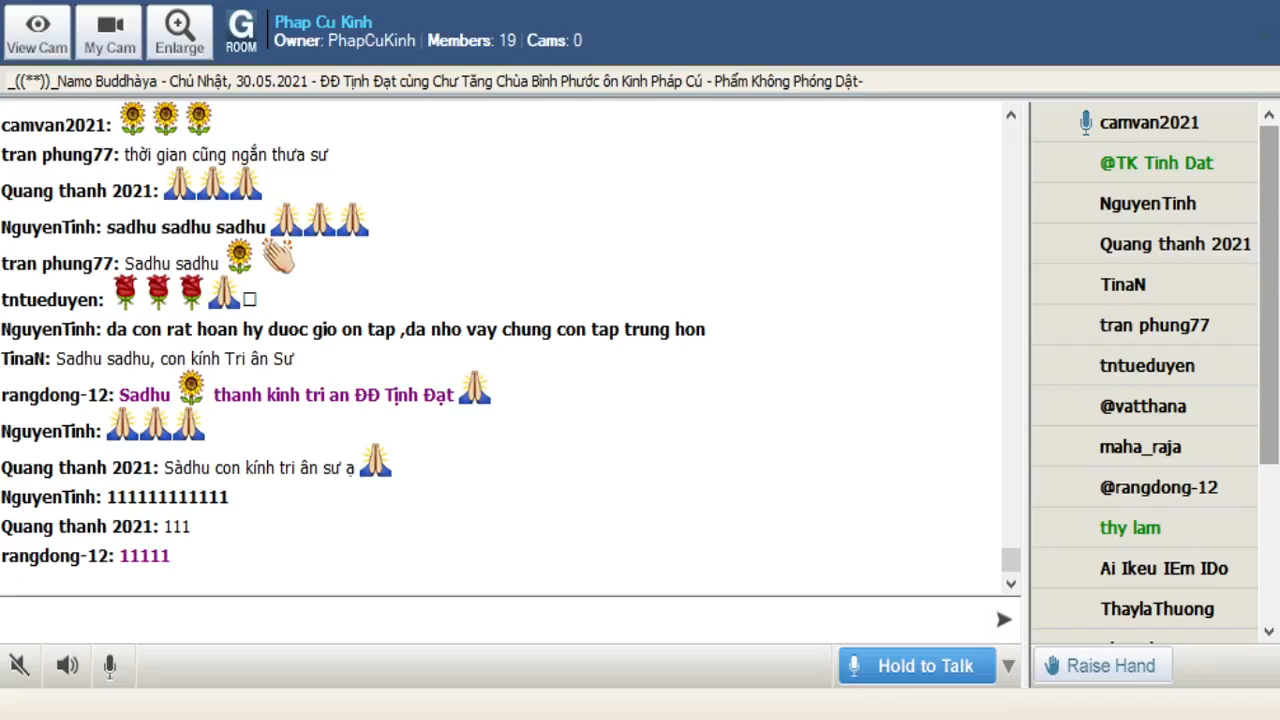 View Cam
My Cam
Enlarge
G
ROOM
Phap Cu Kinh
Owner: PhapCuKinh | Members: 19 | Cams: 0
_((**))_Namo Buddhàya - Chủ Nhật, 30.05.2021 - ĐĐ Tịnh Đạt cùng Chư Tăng Chùa Bình Phước ôn Kinh Pháp Cú - Phẩm Không Phóng Dật-
camvan2021:
tran phung77: thời gian cũng ngắn thưa sư
Quang thanh 2021:
NguyenTinh: sadhu sadhu sadhu
tran phung77: Sadhu sadhu
tntueduyen:
NguyenTinh: da con rat hoan hy duoc gio on tap ,da nho vay chung con tap trung hon
TinaN: Sadhu sadhu, con kính Tri ân Sư
rangdong-12: Sadhu thanh kinh tri an ĐĐ Tịnh Đạt
NguyenTinh:
Quang thanh 2021: Sàdhu con kính tri ân sư ạ
NguyenTinh: 111111111111
Quang thanh 2021: 111
rangdong-12: 11111
camvan2021
@TK Tinh Dat
NguyenTinh
Quang thanh 2021
TinaN
tran phung77
tntueduyen
@vatthana
maha_raja
@rangdong-12
thy lam
Ai Ikeu IEm IDo
ThaylaThuong
Hold to Talk
Raise Hand